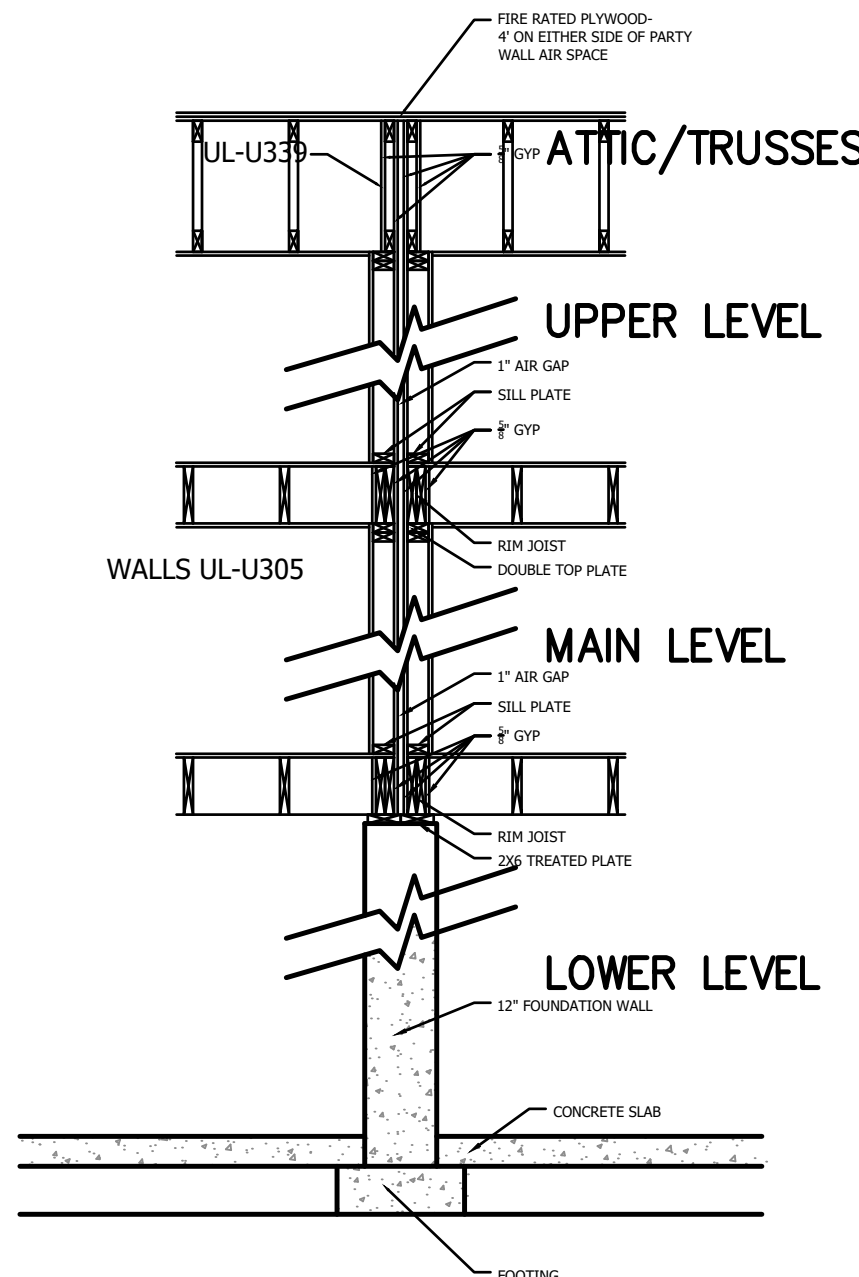 FIRE RATED PLYWOOD-
4' ON EITHER SIDE OF PARTY
WALL AIR SPACE
UL-U339
5/8" GYP
ATTIC/TRUSSES
UPPER LEVEL
1" AIR GAP
SILL PLATE
5/8" GYP
RIM JOIST
DOUBLE TOP PLATE
WALLS UL-U305
MAIN LEVEL
1" AIR GAP
SILL PLATE
5/8" GYP
RIM JOIST
2X6 TREATED PLATE
LOWER LEVEL
12" FOUNDATION WALL
CONCRETE SLAB
FOOTING